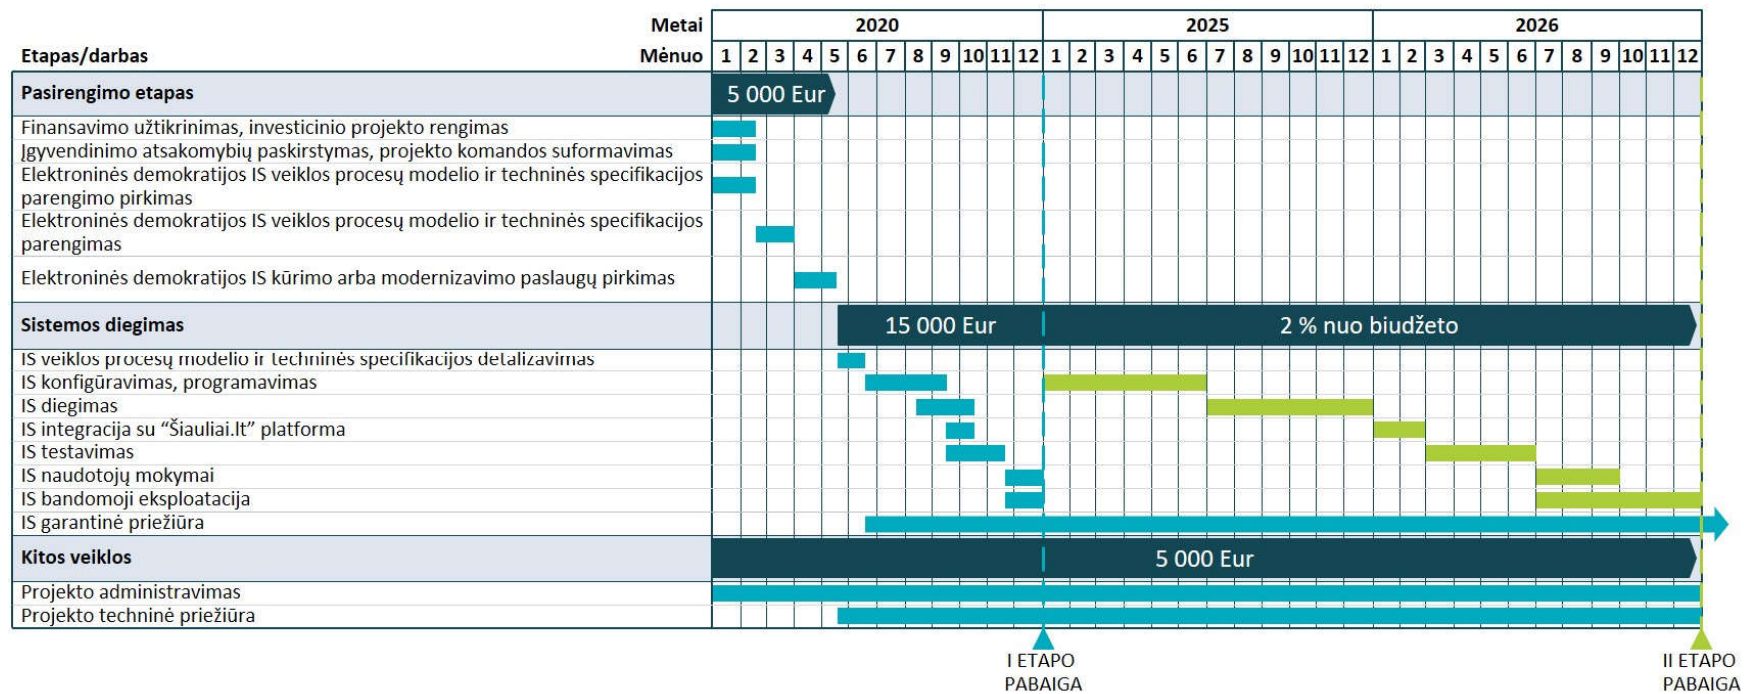 Metai 2020 2025 2026
Etapas/darbas Mėnuo 1 2 3 4 5 6 7 8 9 10 11 12 1 2 3 4 5 6 7 8 9 10 11 12 1 2 3 4 5 6 7 8 9 10 11 12
Pasirengimo etapas 5 000 Eur
Finansavimo užtikrinimas, investicinio projekto rengimas
Įgyvendinimo atsakomybių paskirstymas, projekto komandos suformavimas
Elektroninės demokratijos IS veiklos procesų modelio ir techninės specifikacijos
parengimo pirkimas
Elektroninės demokratijos IS veiklos procesų modelio ir techninės specifikacijos
parengimas
Elektroninės demokratijos IS kūrimo arba modernizavimo paslaugų pirkimas
Sistemos diegimas 15 000 Eur 2 % nuo biudžeto
IS veiklos procesų modelio ir techninės specifikacijos detalizavimas
IS konfigūravimas, programavimas
IS diegimas
IS integracija su “Šiauliai.lt” platforma
IS testavimas
IS naudotojų mokymai
IS bandomoji eksploatacija
IS garantinė priežiūra
Kitos veiklos 5 000 Eur
Projekto administravimas
Projekto techninė priežiūra
I ETAPO
PABAIGA
II ETAPO
PABAIGA